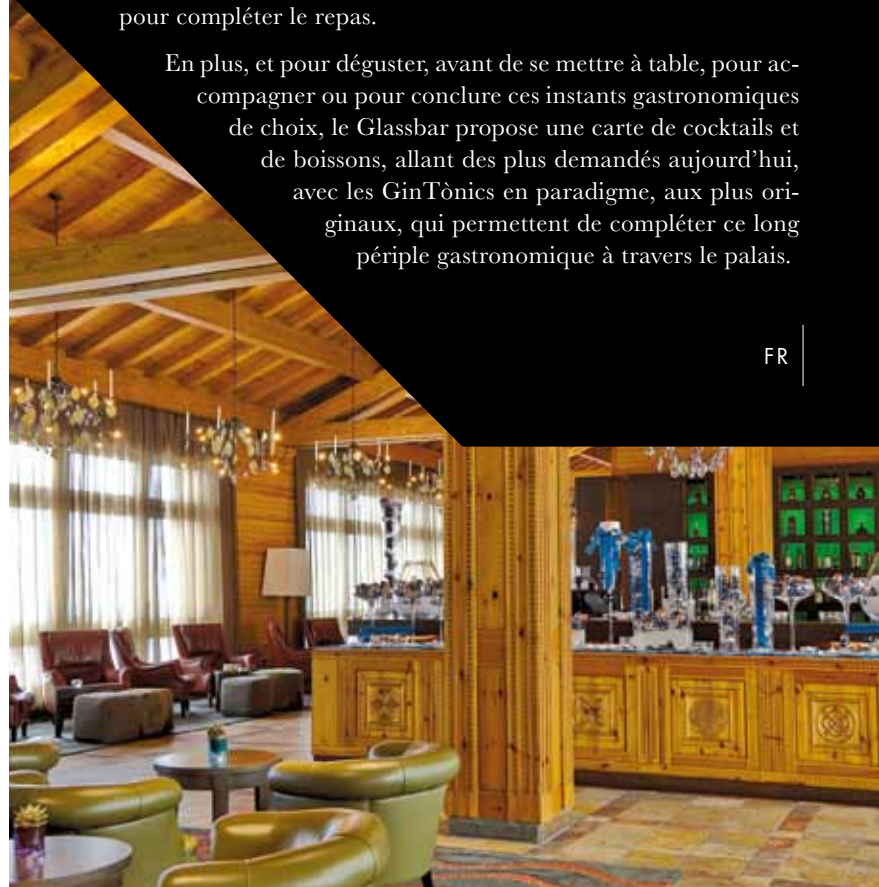 pour compléter le repas.
En plus, et pour déguster, avant de se mettre à table, pour ac-
compagner ou pour conclure ces instants gastronomiques
de choix, le Glassbar propose une carte de cocktails et
de boissons, allant des plus demandés aujourd’hui,
avec les GinTònics en paradigme, aux plus ori-
ginaux, qui permettent de compléter ce long
périple gastronomique à travers le palais.
FR